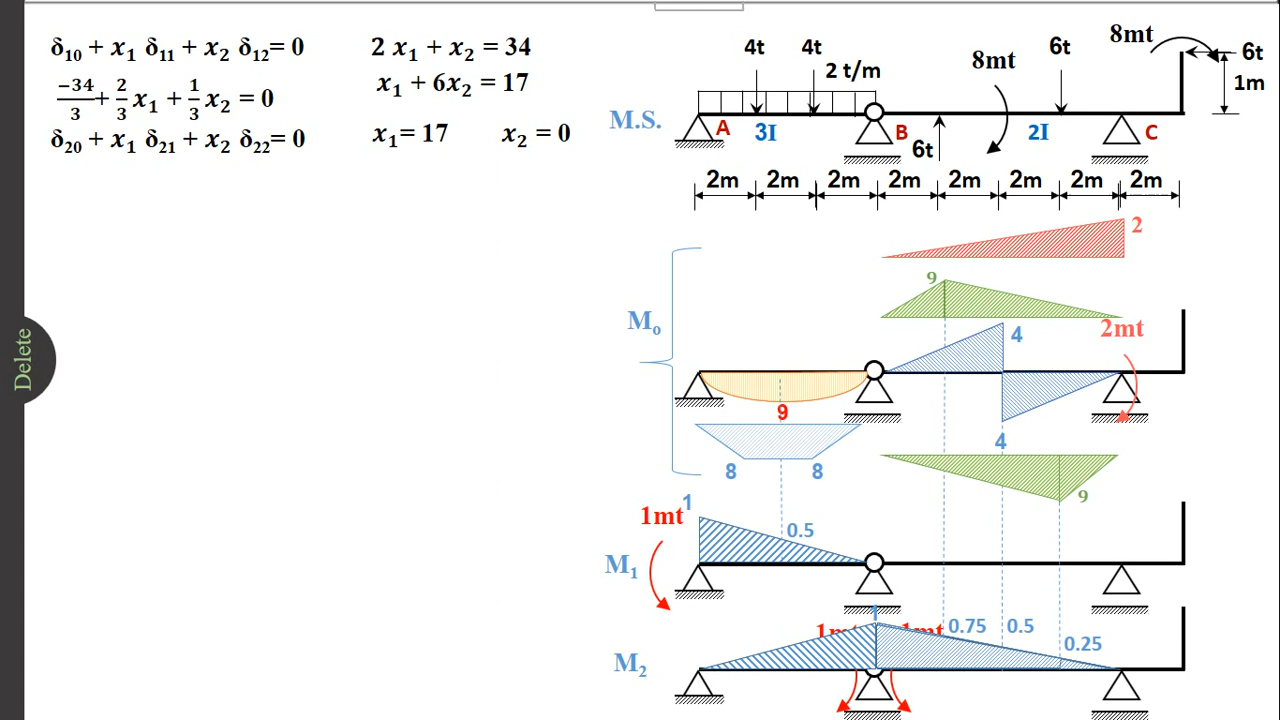 δ₁₀ + x₁ δ₁₁ + x₂ δ₁₂= 0
2 x₁ + x₂ = 34
−34/3 + 2/3 x₁ + 1/3 x₂ = 0
x₁ + 6x₂ = 17
δ₂₀ + x₁ δ₂₁ + x₂ δ₂₂= 0
x₁= 17 x₂ = 0
8mt
4t 4t 6t 6t
8mt
2 t/m 1m
M.S.
A 3I B 2I C
6t
2m 2m 2m 2m 2m 2m 2m 2m
2
9
Mₒ
4
2mt
9
4
8 8
9
1
1mt
0.5
M₁
1
1mt 1mt
0.75 0.5
0.25
M₂
Delete